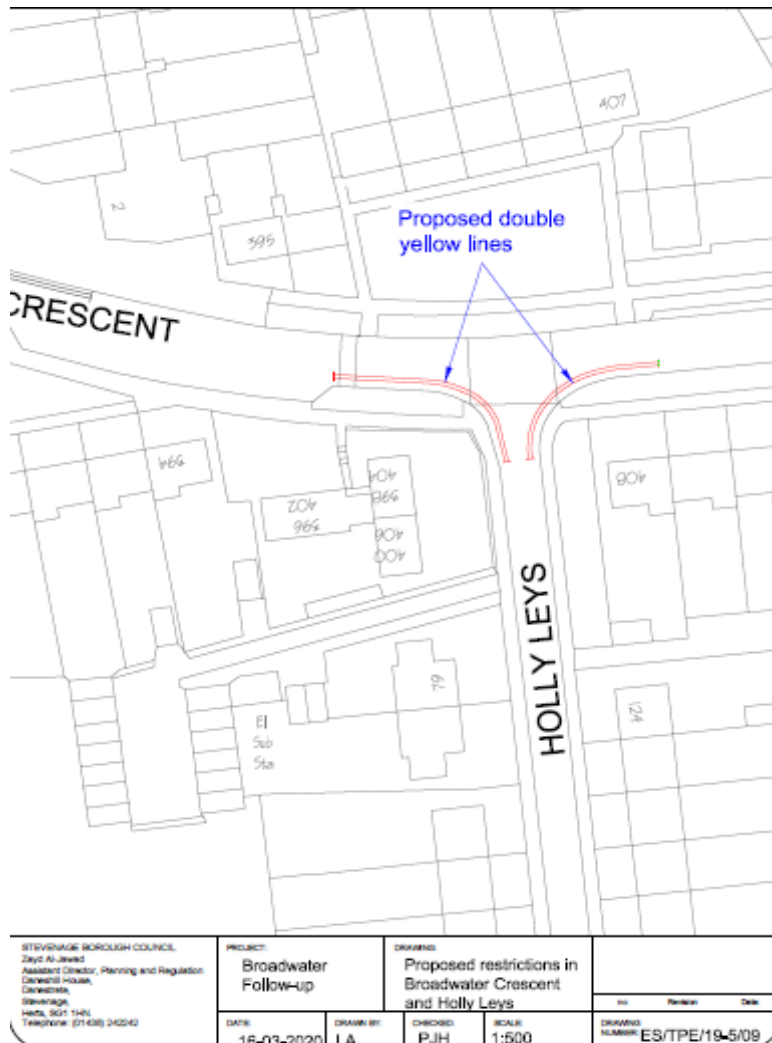 407
2
395
Proposed double
yellow lines
CRESCENT
394
404
398
402
396
406
400
408
HOLLY LEYS
79
124
El
Sub
Sta
STEVENAGE BOROUGH COUNCIL,
Zayd Al-Jawad
Assistant Director, Planning and Regulation
Daneshill House,
Danestrete,
Stevenage,
Herts, SG1 1HN.
Telephone: (01438) 242242
PROJECT:
Broadwater
Follow-up
DRAWING:
Proposed restrictions in
Broadwater Crescent
and Holly Leys
no Revision Date
DATE
16-03-2020
DRAWN BY:
LA
CHECKED:
PJH
SCALE
1:500
DRAWING
NUMBER: ES/TPE/19-5/09